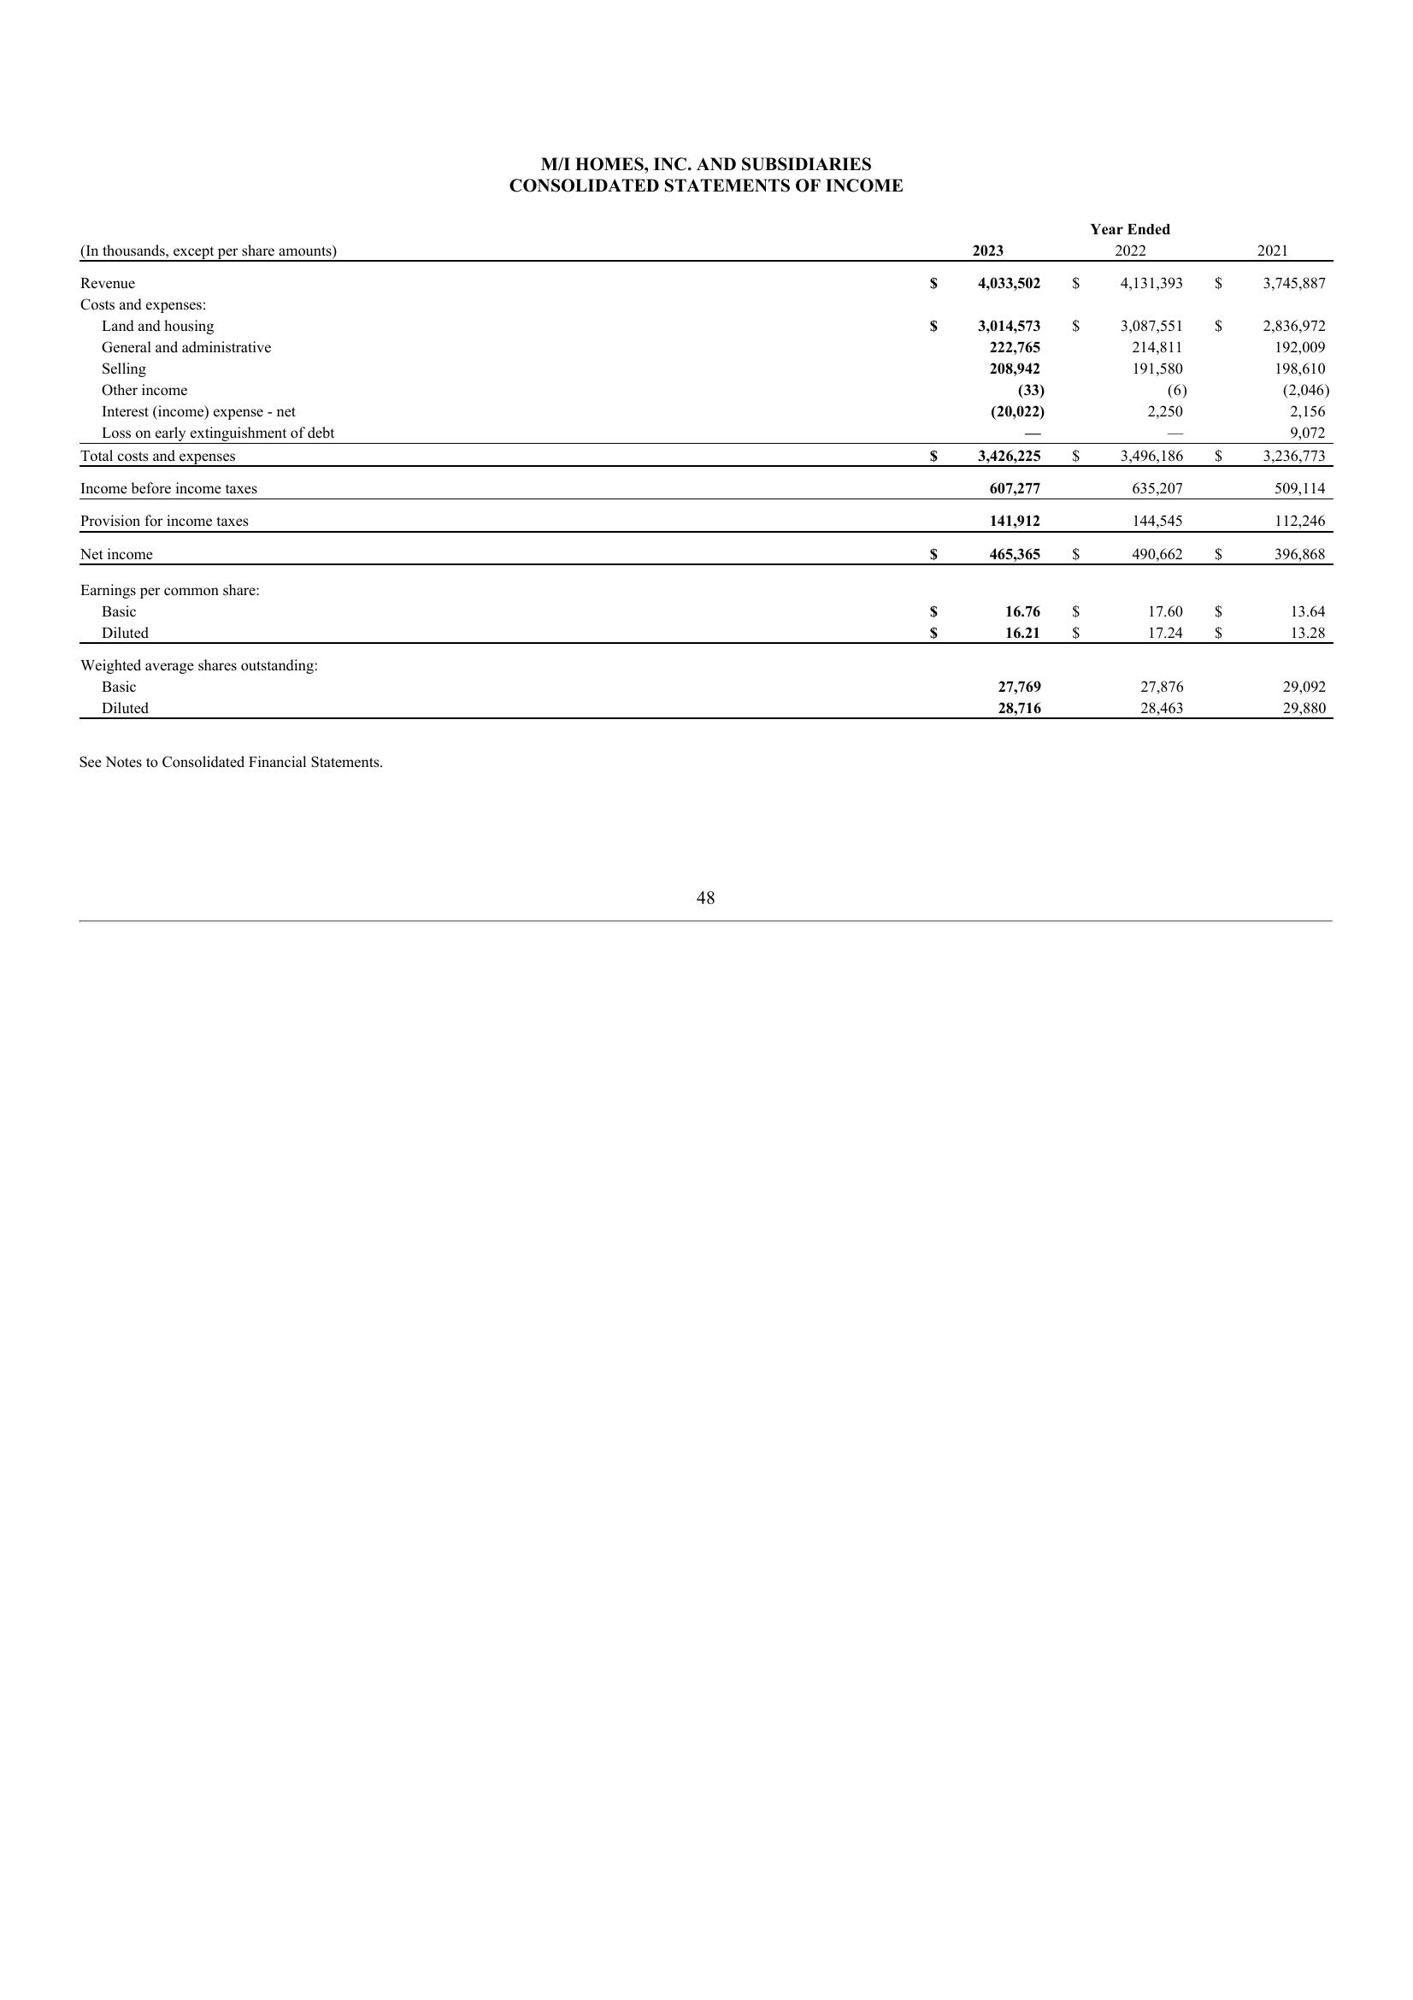 M/I HOMES, INC. AND SUBSIDIARIES
CONSOLIDATED STATEMENTS OF INCOME
Year Ended
(In thousands, except per share amounts) 2023 2022 2021
Revenue $ 4,033,502 $ 4,131,393 $ 3,745,887
Costs and expenses:
Land and housing $ 3,014,573 $ 3,087,551 $ 2,836,972
General and administrative 222,765 214,811 192,009
Selling 208,942 191,580 198,610
Other income (33) (6) (2,046)
Interest (income) expense - net (20,022) 2,250 2,156
Loss on early extinguishment of debt — — 9,072
Total costs and expenses $ 3,426,225 $ 3,496,186 $ 3,236,773
Income before income taxes 607,277 635,207 509,114
Provision for income taxes 141,912 144,545 112,246
Net income $ 465,365 $ 490,662 $ 396,868
Earnings per common share:
Basic $ 16.76 $ 17.60 $ 13.64
Diluted $ 16.21 $ 17.24 $ 13.28
Weighted average shares outstanding:
Basic 27,769 27,876 29,092
Diluted 28,716 28,463 29,880
See Notes to Consolidated Financial Statements.
48